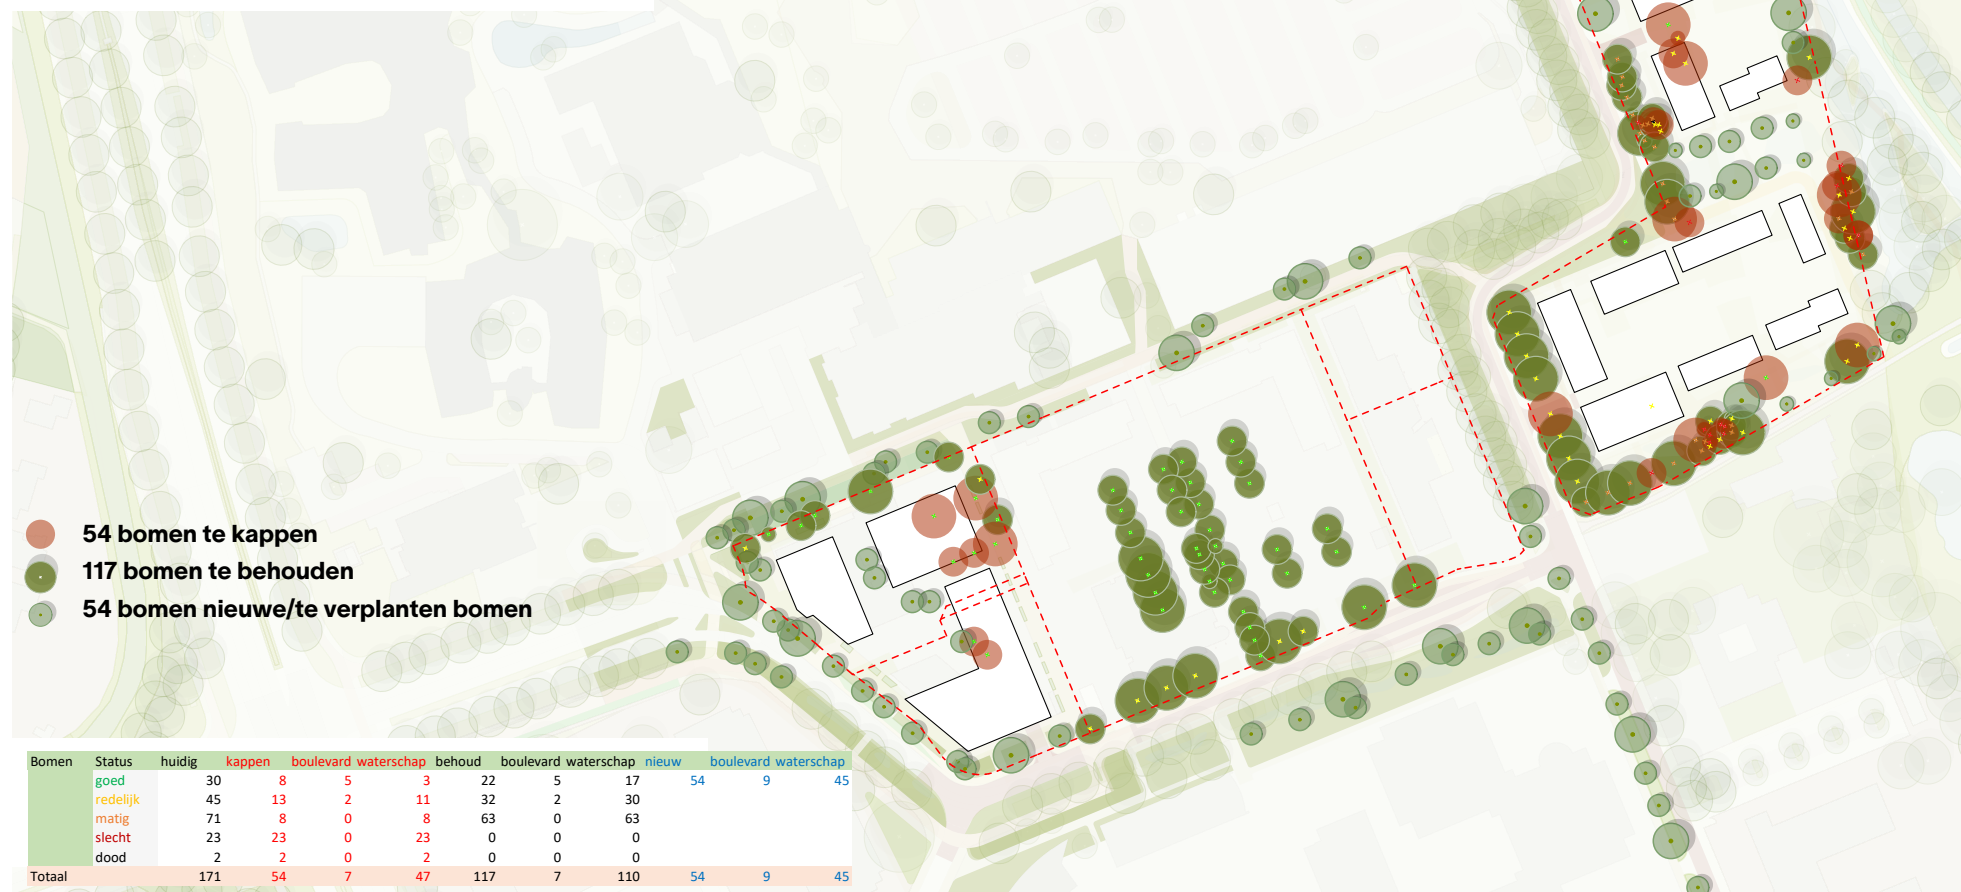 54 bomen te kappen
117 bomen te behouden
54 bomen nieuwe/te verplanten bomen
Bomen Status huidig kappen boulevard waterschap behoud boulevard waterschap nieuw boulevard waterschap
goed 30 8 5 3 22 5 17 54 9 45
redelijk 45 13 2 11 32 2 30
matig 71 8 0 8 63 0 63
slecht 23 23 0 23 0 0 0
dood 2 2 0 2 0 0 0
Totaal 171 54 7 47 117 7 110 54 9 45